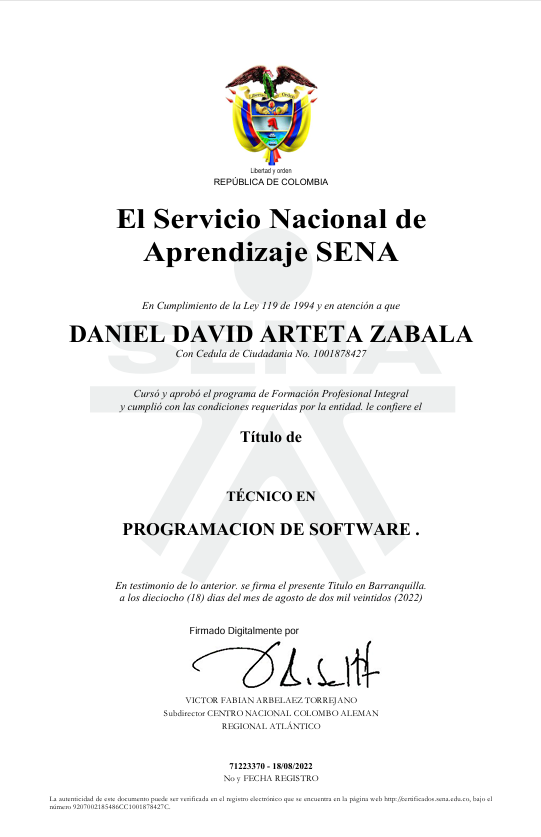 Libertad y orden
REPÚBLICA DE COLOMBIA
El Servicio Nacional de
Aprendizaje SENA
En Cumplimiento de la Ley 119 de 1994 y en atención a que
DANIEL DAVID ARTETA ZABALA
Con Cedula de Ciudadania No. 1001878427
SENA
Cursó y aprobó el programa de Formación Profesional Integral
y cumplió con las condiciones requeridas por la entidad. le confiere el
Título de
TÉCNICO EN
PROGRAMACION DE SOFTWARE .
En testimonio de lo anterior. se firma el presente Titulo en Barranquilla.
a los dieciocho (18) dias del mes de agosto de dos mil veintidos (2022)
Firmado Digitalmente por
VICTOR FABIAN ARBELAEZ TORREJANO
Subdirector CENTRO NACIONAL COLOMBO ALEMAN
REGIONAL ATLÁNTICO
71223370 - 18/08/2022
No y FECHA REGISTRO
La autenticidad de este documento puede ser verificada en el registro electrónico que se encuentra en la página web http://certificados.sena.edu.co, bajo el
número 9207002185486CC1001878427C.